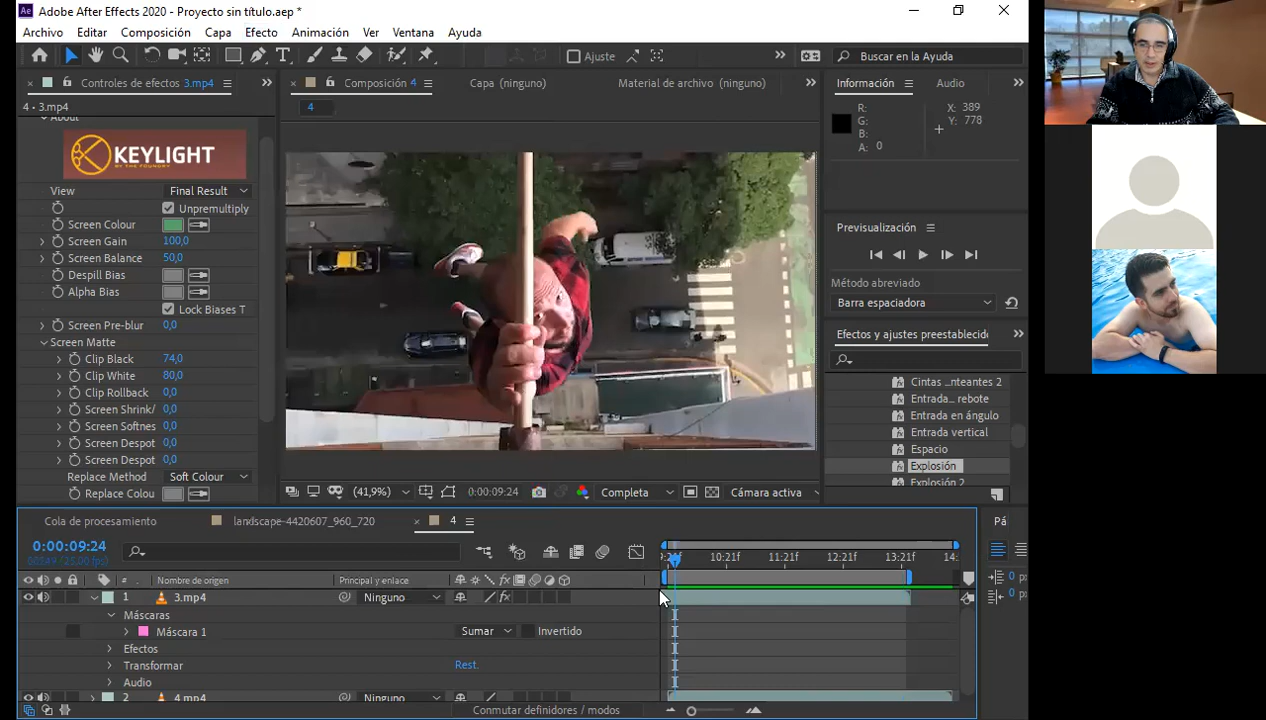 Ae Adobe After Effects 2020 - Proyecto sin título.aep *
Archivo Editar Composición Capa Efecto Animación Ver Ventana Ayuda
Ajuste
Buscar en la Ayuda
Controles de efectos 3.mp4
4 • 3.mp4
About
KEYLIGHT
BY THE FOUNDRY
View Final Result
Unpremultiply
Screen Colour
Screen Gain 100,0
Screen Balance 50,0
Despill Bias
Alpha Bias
Lock Biases T
Screen Pre-blur 0,0
Screen Matte
Clip Black 74,0
Clip White 80,0
Clip Rollback 0,0
Screen Shrink/ 0,0
Screen Softnes 0,0
Screen Despot 0,0
Screen Despot 0,0
Replace Method Soft Colour
Replace Colou
Composición 4
Capa (ninguno)
Material de archivo (ninguno)
4
(41,9%) 0:00:09:24 Completa Cámara activa
Información Audio
R:
G:
B:
A: 0
X: 389
Y: 778
Previsualización
Método abreviado
Barra espaciadora
Efectos y ajustes preestablecid
Cintas ...nteantes 2
Entrada... rebote
Entrada en ángulo
Entrada vertical
Espacio
Explosión
Explosión 2
Cola de procesamiento
landscape-4420607_960_720
4
0:00:09:24
10:21f 11:21f 12:21f 13:21f 14:
# Nombre de origen Principal y enlace
1 3.mp4 Ninguno
Máscaras
Máscara 1 Sumar Invertido
Efectos
Transformar Rest.
Audio
2 4.mp4 Ninguno
Conmutar definidores / modos
Pá
0 p
0 p